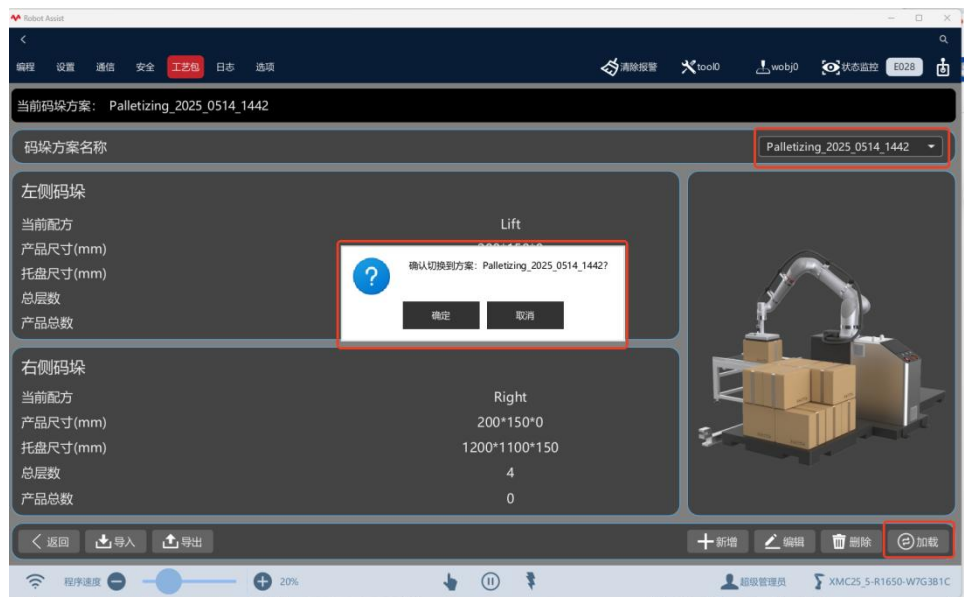 Robot Assist
编程 设置 通信 安全 工艺包 日志 选项 清除报警 tool0 wobj0 状态监控 E028
当前码垛方案： Palletizing_2025_0514_1442
码垛方案名称 Palletizing_2025_0514_1442
左侧码垛
当前配方 Lift
产品尺寸(mm)
托盘尺寸(mm)
总层数
产品总数
确认切换到方案：Palletizing_2025_0514_1442?
确定 取消
右侧码垛
当前配方 Right
产品尺寸(mm) 200*150*0
托盘尺寸(mm) 1200*1100*150
总层数 4
产品总数 0
返回 导入 导出 新增 编辑 删除 加载
程序速度 20% 超级管理员 XMC25_5-R1650-W7G3B1C